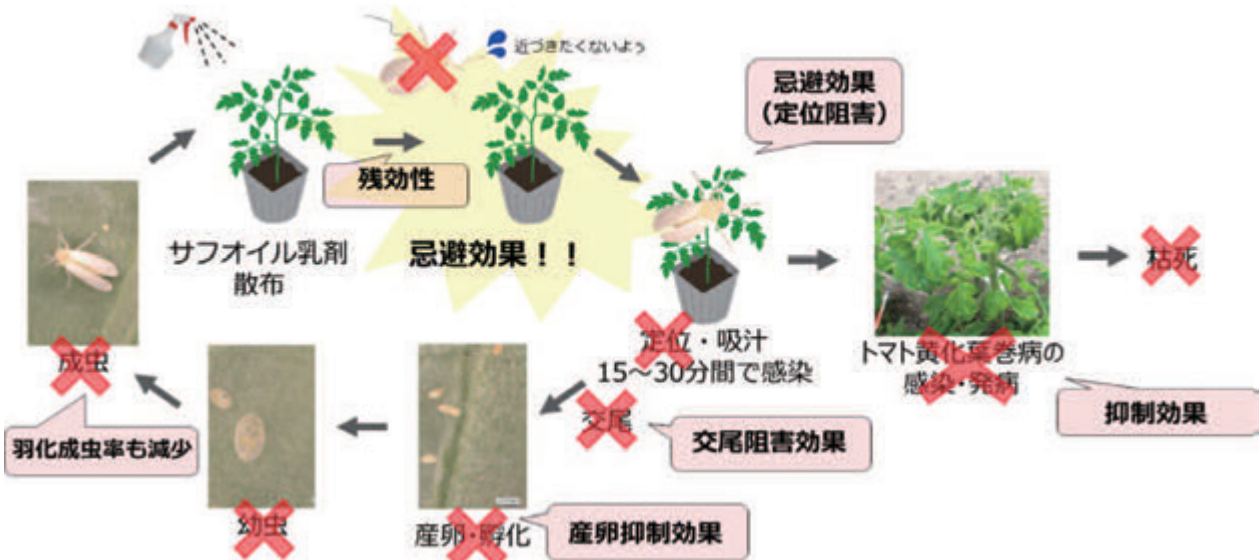 近づきたくないよぅ
忌避効果
(定位阻害)
残効性
サフオイル乳剤
散布
忌避効果！！
枯死
定位・吸汁
15～30分間で感染
トマト黄化葉巻病の
感染・発病
抑制効果
成虫
羽化成虫率も減少
交尾
交尾阻害効果
幼虫
産卵・孵化
産卵抑制効果